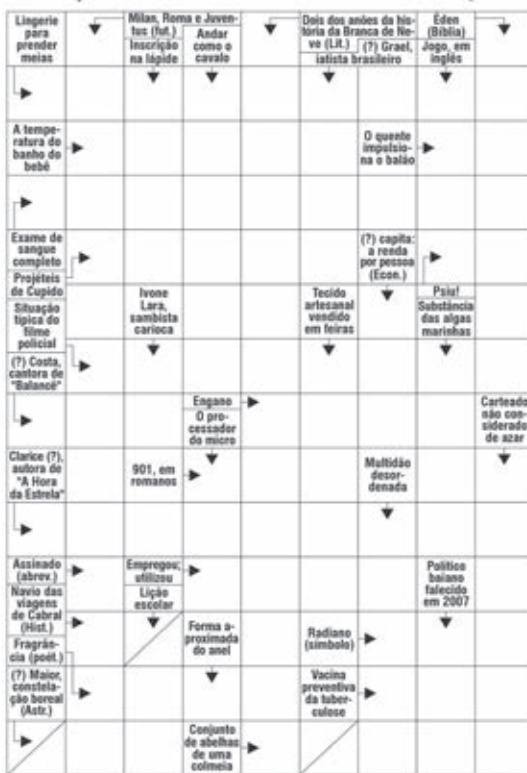 Lingerie
para
prender
meias
Milan, Roma e Juven-
tus (fut.)
Inscrição
na lápide
Andar
como o
cavalo
Dois dos anões da his-
tória da Branca de Ne-
ve (Lit.)
(?) Grael,
iatista brasileiro
Éden
(Bíblia)
Jogo, em
inglês
A tempe-
ratura do
banho do
bebê
O quente
impulsio-
na o balão
Exame de
sangue
completo
Projéteis
de Cupido
(?) capita:
a renda
por pessoa
(Econ.)
Situação
típica do
filme
policial
Ivone
Lara,
sambista
carioca
Tecido
artesanal
vendido
em feiras
Psiu!
Substância
das algas
marinhas
(?) Costa,
cantora de
"Balancê"
Engano
O pro-
cessador
do micro
Carteado
não con-
siderado
de azar
Clarice (?),
autora de
"A Hora
da Estrela"
901, em
romanos
Multidão
desor-
denada
Assinado
(abrev.)
Empregou;
utilizou
Lição
escolar
Político
baiano
falecido
em 2007
Navio das
viagens
de Cabral
(Hist.)
Forma a-
proximada
do anel
Radiano
(símbolo)
Fragrân-
cia (poét.)
(?) Maior,
constela-
ção boreal
(Astr.)
Vacina
preventiva
da tuber-
culose
Conjunto
de abelhas
de uma
colmeia